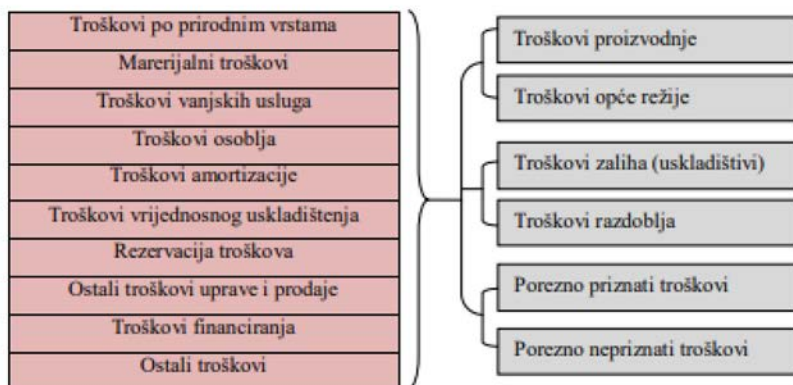 Troškovi po prirodnim vrstama
Marerijalni troškovi
Troškovi vanjskih usluga
Troškovi osoblja
Troškovi amortizacije
Troškovi vrijednosnog uskladištenja
Rezervacija troškova
Ostali troškovi uprave i prodaje
Troškovi financiranja
Ostali troškovi
Troškovi proizvodnje
Troškovi opće režije
Troškovi zaliha (uskladištivi)
Troškovi razdoblja
Porezno priznati troškovi
Porezno nepriznati troškovi